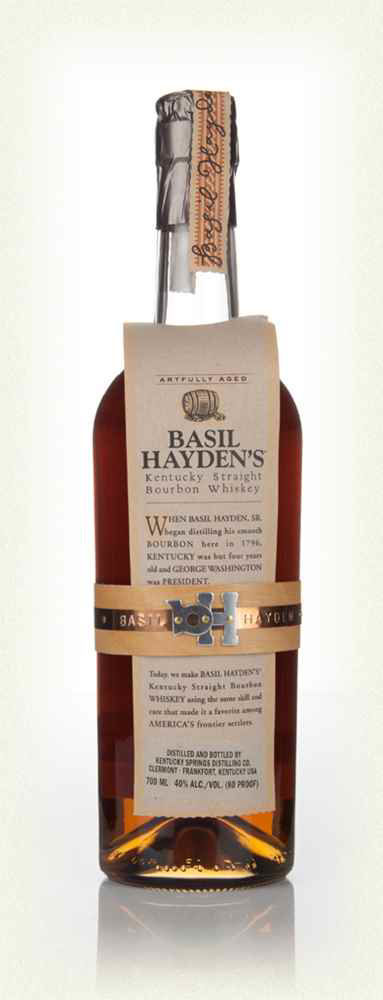 Basil Hayden
ARTFULLY AGED
BASIL
HAYDEN'S
Kentucky Straight
Bourbon Whiskey
WHEN BASIL HAYDEN, SR.
began distilling his smooth
BOURBON here in 1796,
KENTUCKY was but four years
old and GEORGE WASHINGTON
was PRESIDENT.
BASIL H HAYDEN
Today, we make BASIL HAYDEN'S®
Kentucky Straight Bourbon
WHISKEY using the same skill and
care that made it a favorite among
AMERICA'S frontier settlers.
DISTILLED AND BOTTLED BY
KENTUCKY SPRINGS DISTILLING CO.
CLERMONT · FRANKFORT, KENTUCKY USA
700 ML 40% ALC./VOL. (80 PROOF)